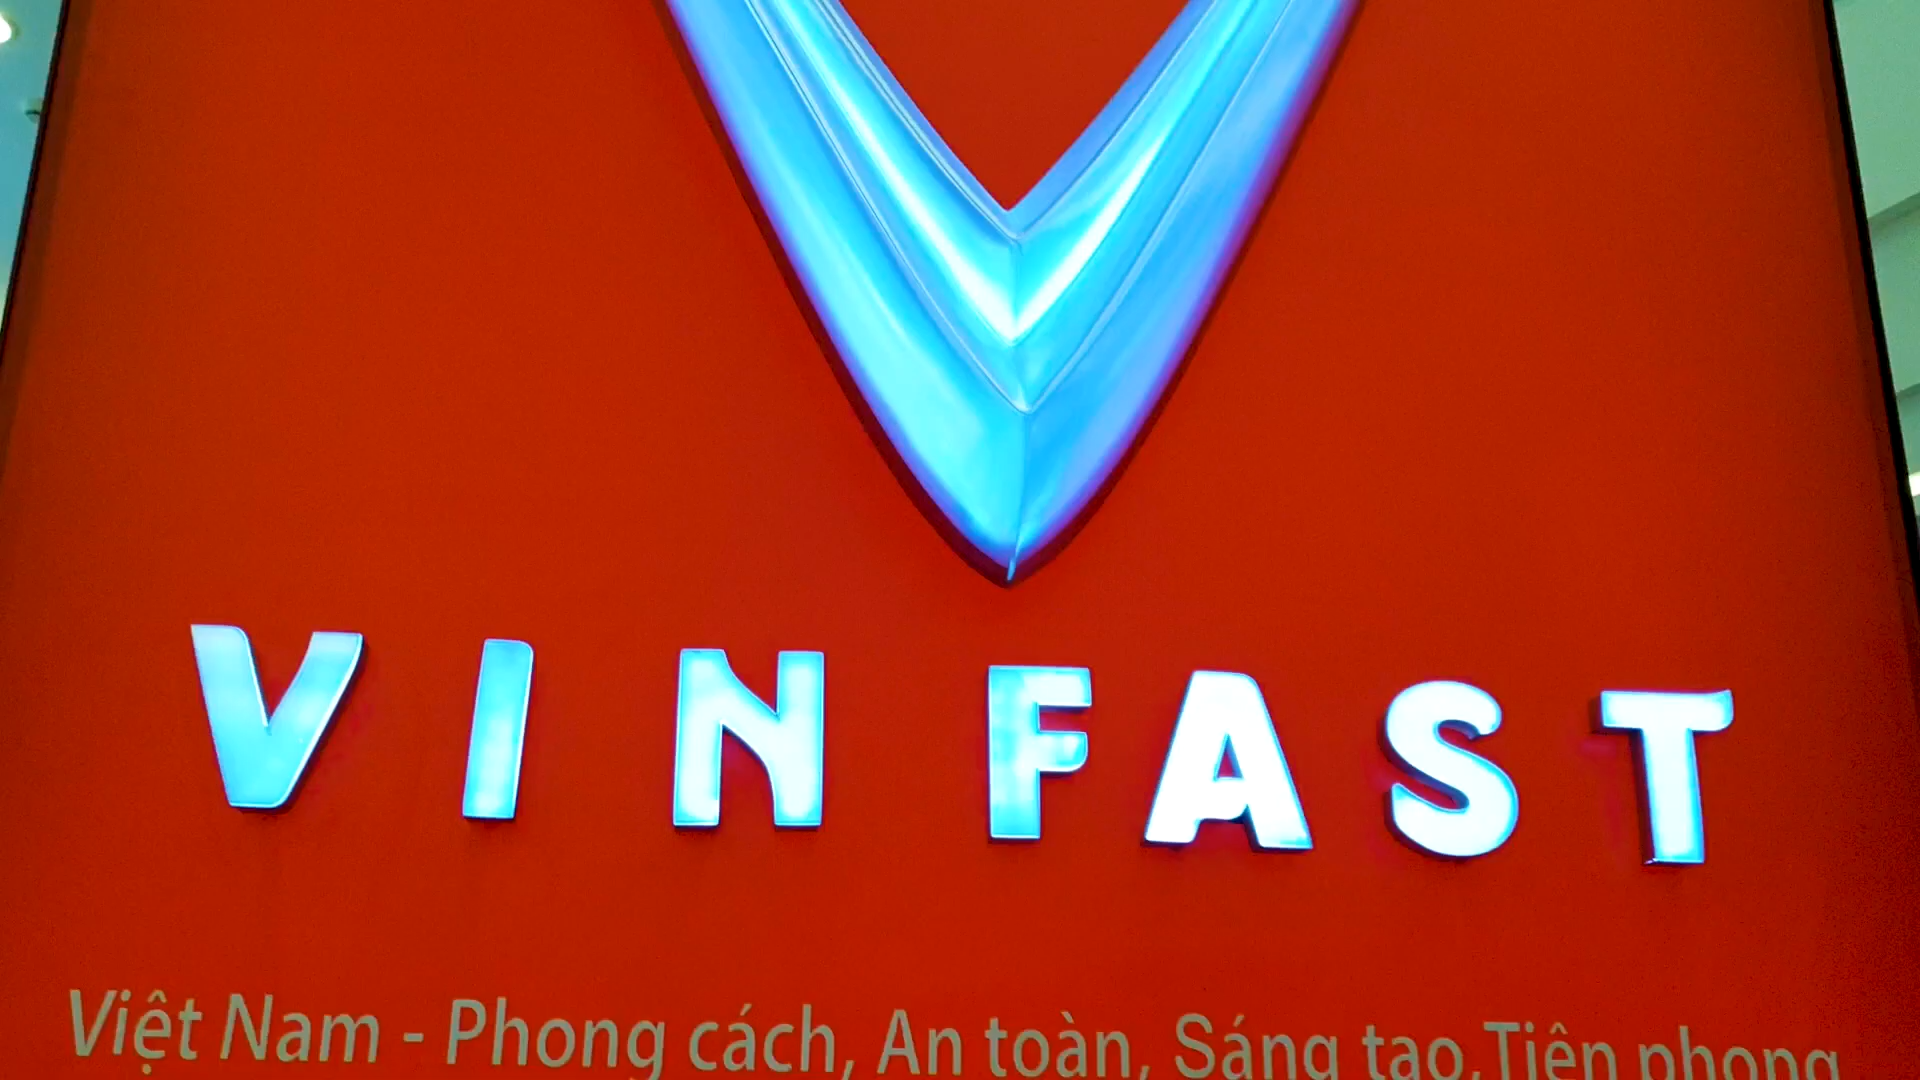 VINFAST
Việt Nam - Phong cách, An toàn, Sáng tạo, Tiên phong